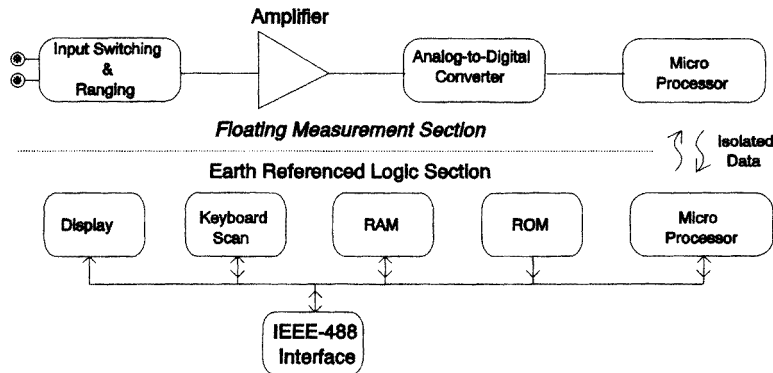 Amplifier
Input Switching
&
Ranging
Analog-to-Digital
Converter
Micro
Processor
Floating Measurement Section
Isolated
Data
Earth Referenced Logic Section
Display
Keyboard
Scan
RAM
ROM
Micro
Processor
IEEE-488
Interface